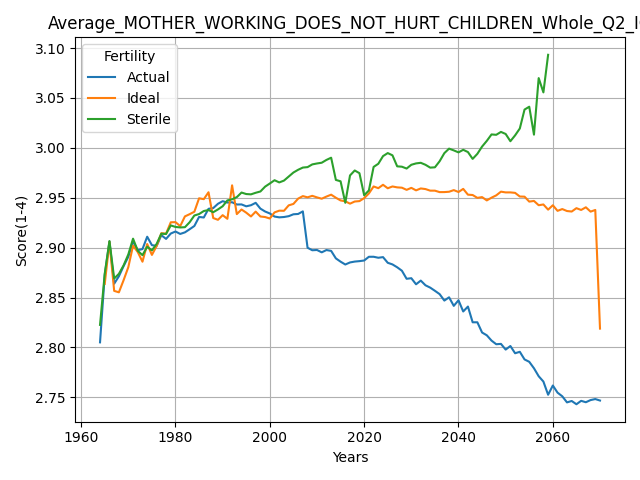 Average_MOTHER_WORKING_DOES_NOT_HURT_CHILDREN_Whole_Q2_I
3.10
3.05
3.00
2.95
2.90
2.85
2.80
2.75
Score(1-4)
Fertility
Actual
Ideal
Sterile
1960
1980
2000
2020
2040
2060
Years